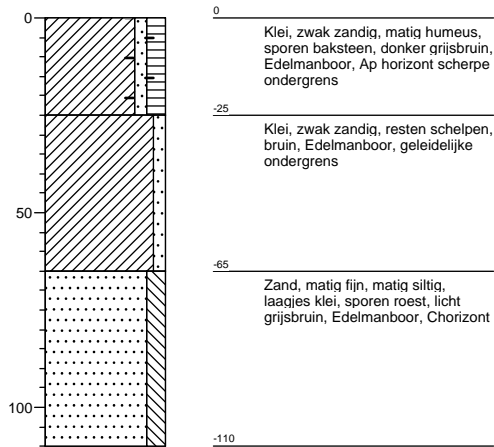 0
0
Klei, zwak zandig, matig humeus,
sporen baksteen, donker grijsbruin,
Edelmanboor, Ap horizont scherpe
ondergrens
-25
Klei, zwak zandig, resten schelpen,
bruin, Edelmanboor, geleidelijke
ondergrens
50
-65
Zand, matig fijn, matig siltig,
laagjes klei, sporen roest, licht
grijsbruin, Edelmanboor, Chorizont
100
-110